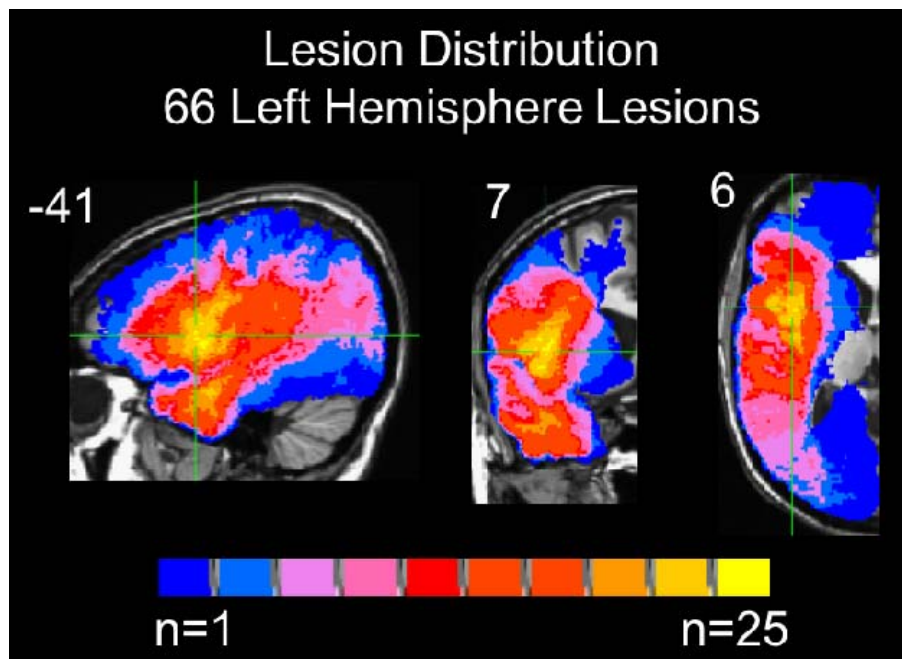 Lesion Distribution
66 Left Hemisphere Lesions
-41
7
6
n=1
n=25